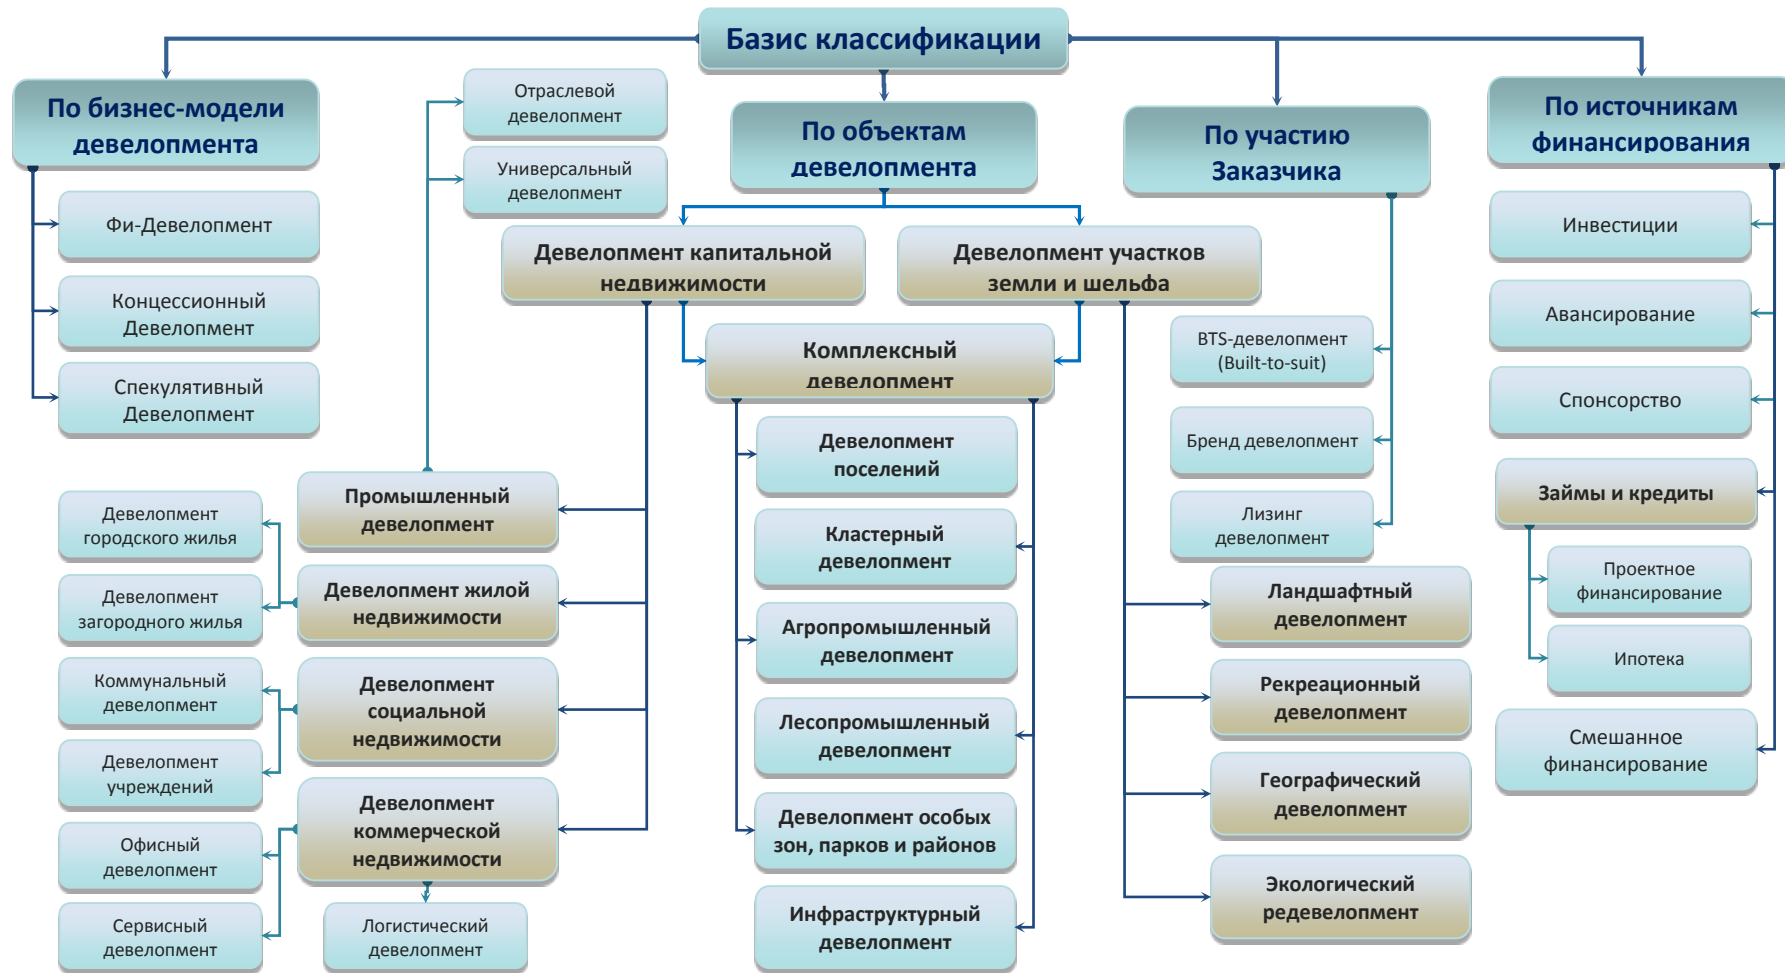 Базис классификации
По бизнес-модели
девелопмента
Фи-Девелопмент
Концессионный
Девелопмент
Спекулятивный
Девелопмент
Отраслевой
девелопмент
Универсальный
девелопмент
По объектам
девелопмента
Девелопмент капитальной
недвижимости
Девелопмент участков
земли и шельфа
Комплексный
девелопмент
Промышленный
девелопмент
Девелопмент жилой
недвижимости
Девелопмент
социальной
недвижимости
Девелопмент
коммерческой
недвижимости
Девелопмент
городского жилья
Девелопмент
загородного жилья
Коммунальный
девелопмент
Девелопмент
учреждений
Офисный
девелопмент
Сервисный
девелопмент
Логистический
девелопмент
Девелопмент
поселений
Кластерный
девелопмент
Агропромышленный
девелопмент
Лесопромышленный
девелопмент
Девелопмент особых
зон, парков и районов
Инфраструктурный
девелопмент
Ландшафтный
девелопмент
Рекреационный
девелопмент
Географический
девелопмент
Экологический
редевелопмент
По участию
Заказчика
BTS-девелопмент
(Built-to-suit)
Бренд девелопмент
Лизинг
девелопмент
По источникам
финансирования
Инвестиции
Авансирование
Спонсорство
Займы и кредиты
Проектное
финансирование
Ипотека
Смешанное
финансирование